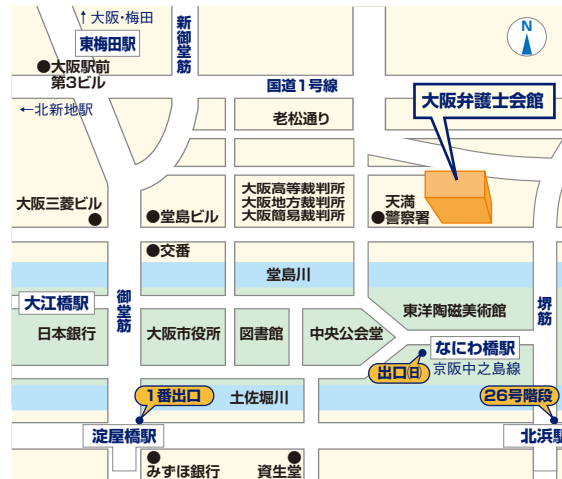 ↑大阪・梅田
東梅田駅
新御堂筋
N
●大阪駅前
第3ビル
国道1号線
←北新地駅
老松通り
大阪弁護士会館
大阪三菱ビル
●堂島ビル
大阪高等裁判所
大阪地方裁判所
大阪簡易裁判所
天満
●警察署
●交番
堂島川
大江橋駅
御堂筋
東洋陶磁美術館
堺筋
日本銀行
大阪市役所
図書館
中央公会堂
なにわ橋駅
京阪中之島線
出口(日)
1番出口
土佐堀川
26号階段
淀屋橋駅
北浜
みずほ銀行
資生堂